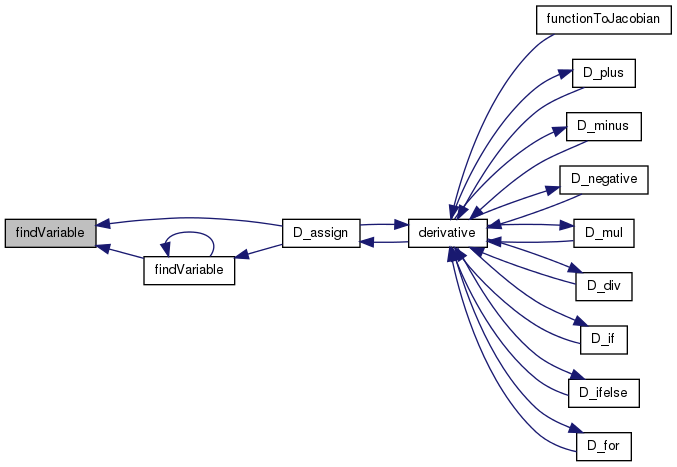 functionToJacobian
D_plus
D_minus
D_negative
findVariable
D_assign
derivative
D_mul
findVariable
D_div
D_if
D_ifelse
D_for